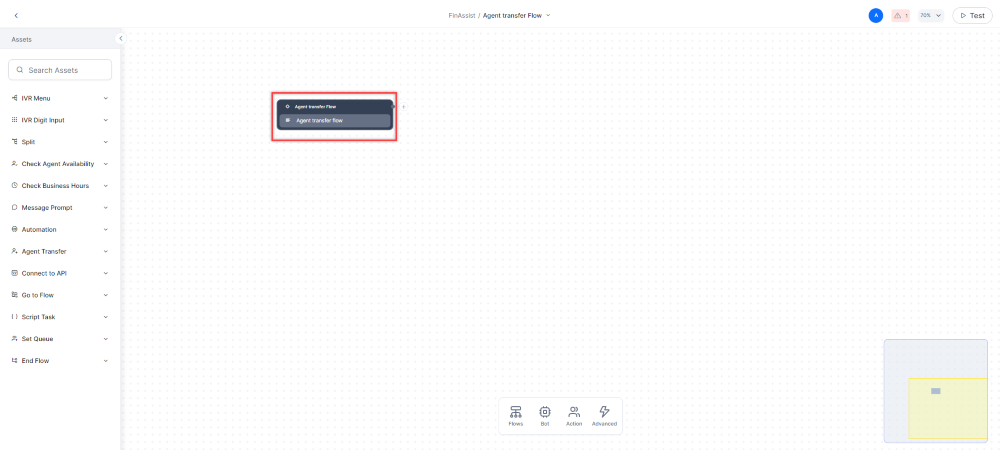 FinAssist / Agent transfer Flow
A
1
70%
Test
Assets
Search Assets
IVR Menu
IVR Digit Input
Split
Check Agent Availability
Check Business Hours
Message Prompt
Automation
Agent Transfer
Connect to API
Go to Flow
Script Task
Set Queue
End Flow
Agent transfer Flow
Agent transfer flow
Flows
Bot
Action
Advanced